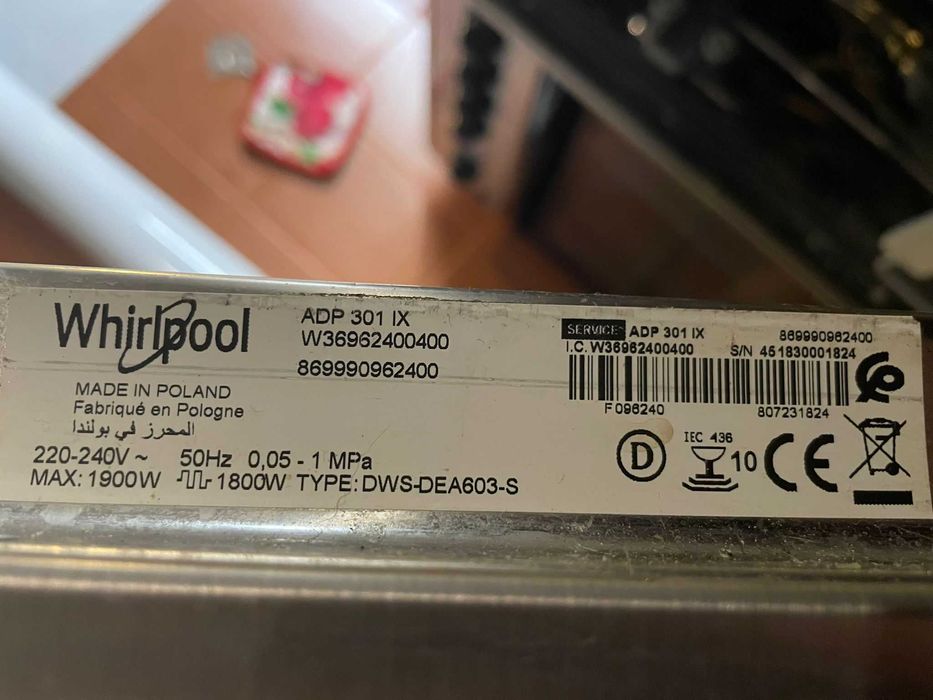 Whirlpool
ADP 301 IX
W36962400400
869990962400
MADE IN POLAND
Fabriqué en Pologne
المحرز في بولندا
220-240V ~ 50Hz 0,05 - 1 MPa
MAX: 1900W 1800W TYPE: DWS-DEA603-S
SERVICE ADP 301 IX 869990962400
I.C. W36962400400 S/N 451830001824
F 096240 807231824
D
IEC 436
10
CE